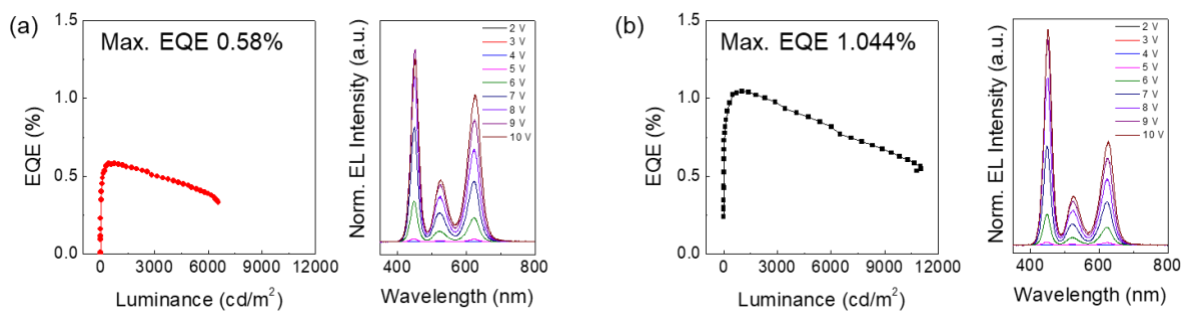 (a)
Max. EQE 0.58%
EQE (%)
1.5
1.0
0.5
0.0
0 3000 6000 9000 12000
Luminance (cd/m²)
Norm. EL Intensity (a.u.)
2 V
3 V
4 V
5 V
6 V
7 V
8 V
9 V
10 V
400 600 800
Wavelength (nm)
(b)
Max. EQE 1.044%
EQE (%)
1.5
1.0
0.5
0.0
0 3000 6000 9000 12000
Luminance (cd/m²)
Norm. EL Intensity (a.u.)
2 V
3 V
4 V
5 V
6 V
7 V
8 V
9 V
10 V
400 600 800
Wavelength (nm)